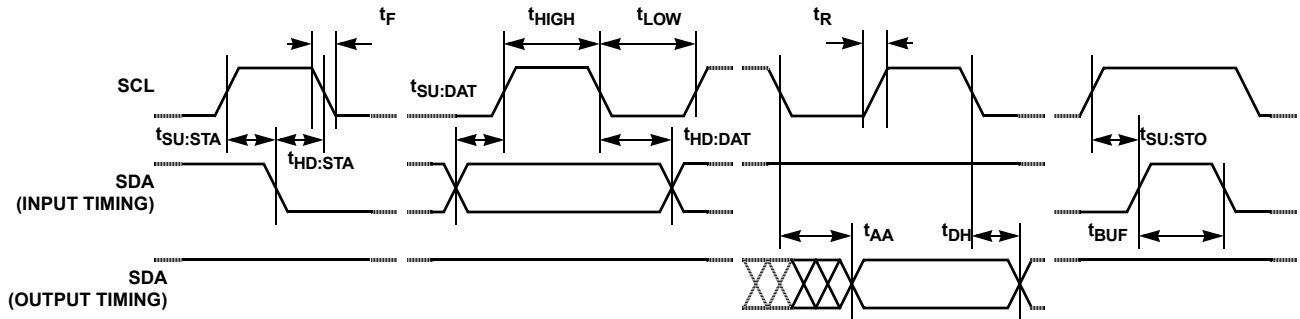 tF
tHIGH
tLOW
tR
SCL
tSU:DAT
tSU:STA
tHD:STA
tHD:DAT
tSU:STO
SDA
(INPUT TIMING)
tAA
tDH
tBUF
SDA
(OUTPUT TIMING)